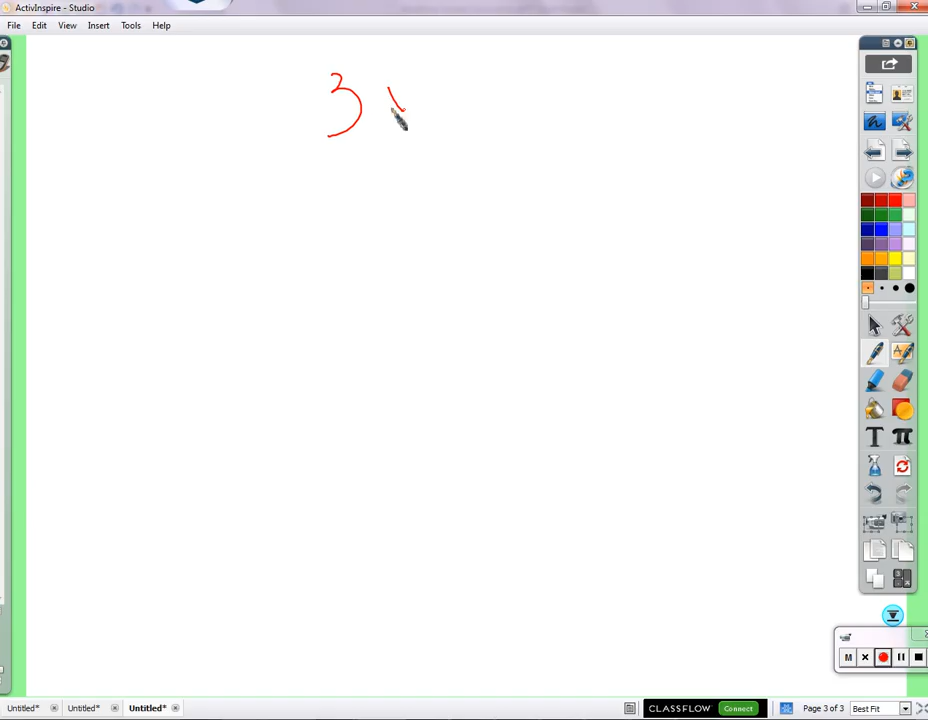 ActivInspire - Studio
File Edit View Insert Tools Help
3
M
Untitled* Untitled* Untitled* CLASSFLOW Connect Page 3 of 3 Best Fit